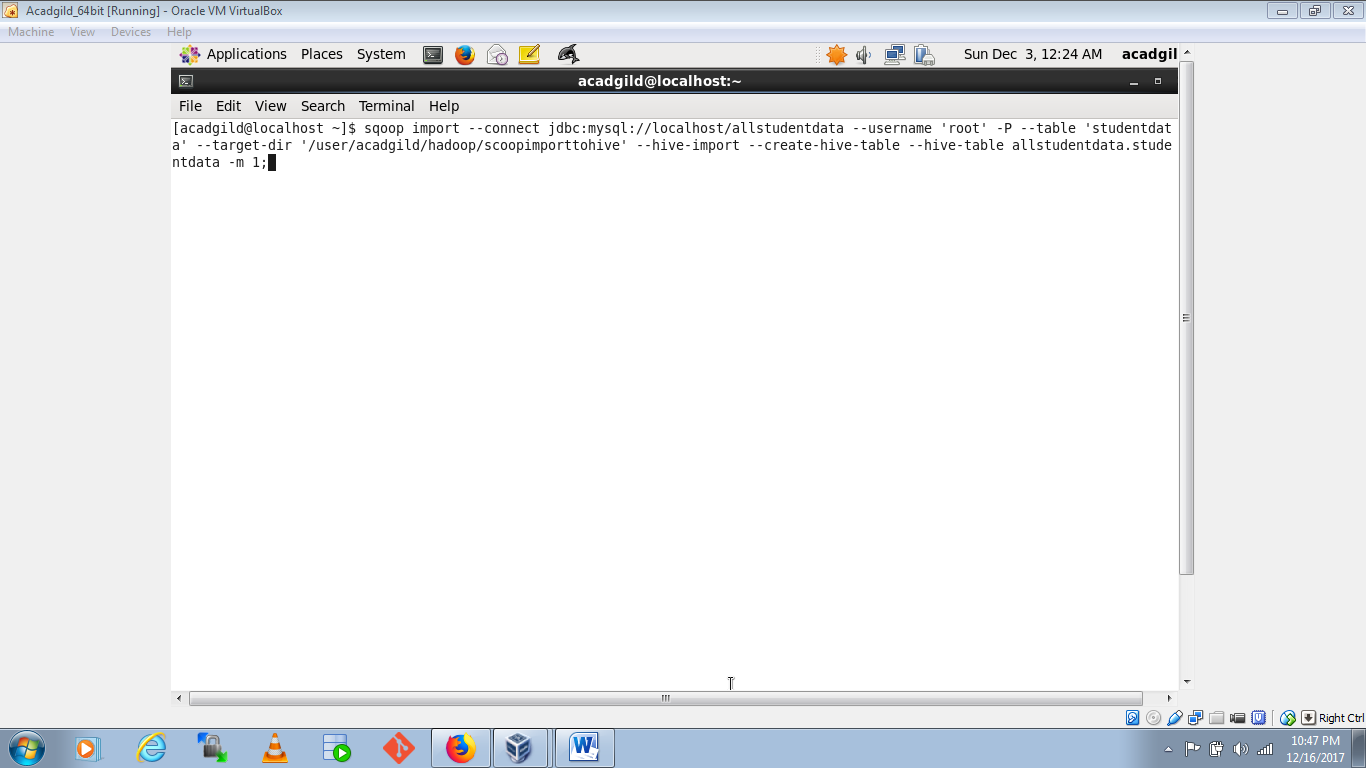 Acadgild_64bit [Running] - Oracle VM VirtualBox
Machine View Devices Help
Applications Places System Sun Dec 3, 12:24 AM acadgil
acadgild@localhost:~
File Edit View Search Terminal Help
[acadgild@localhost ~]$ sqoop import --connect jdbc:mysql://localhost/allstudentdata --username 'root' -P --table 'studentdat
a' --target-dir '/user/acadgild/hadoop/scoopimporttohive' --hive-import --create-hive-table --hive-table allstudentdata.stude
ntdata -m 1;
Right Ctrl
10:47 PM
12/16/2017